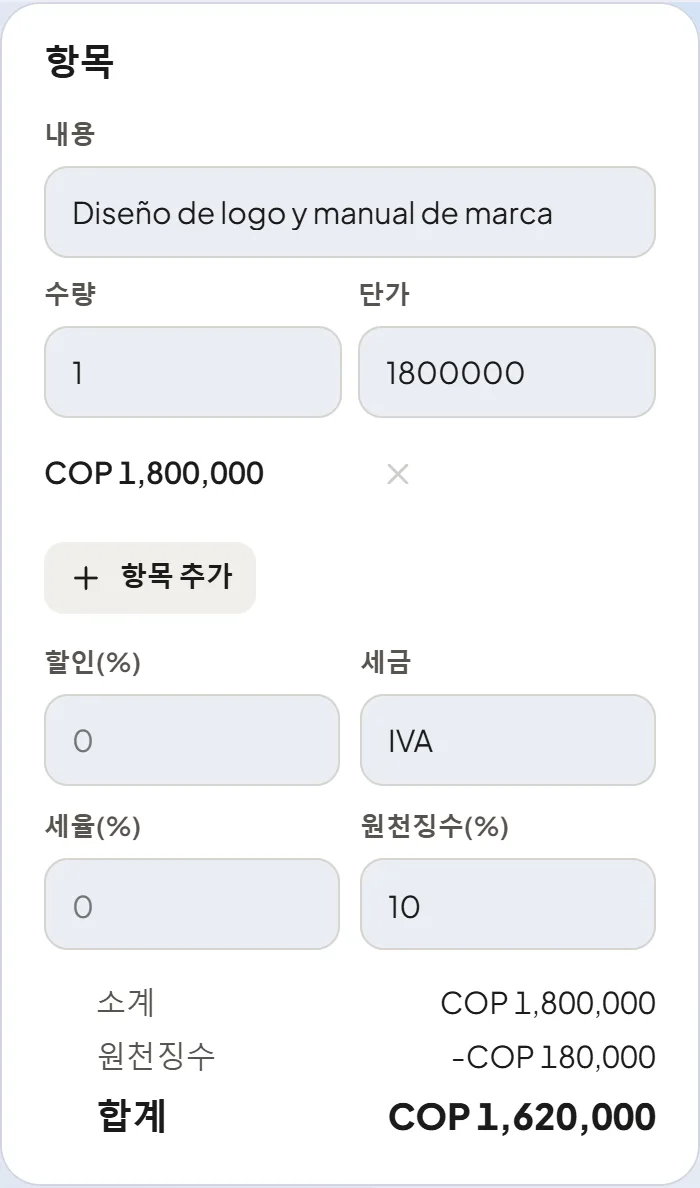 항목
내용
Diseño de logo y manual de marca
수량 단가
1 1800000
COP 1,800,000 ×
+ 항목 추가
할인(%) 세금
0 IVA
세율(%) 원천징수(%)
0 10
소계 COP 1,800,000
원천징수 -COP 180,000
합계 COP 1,620,000